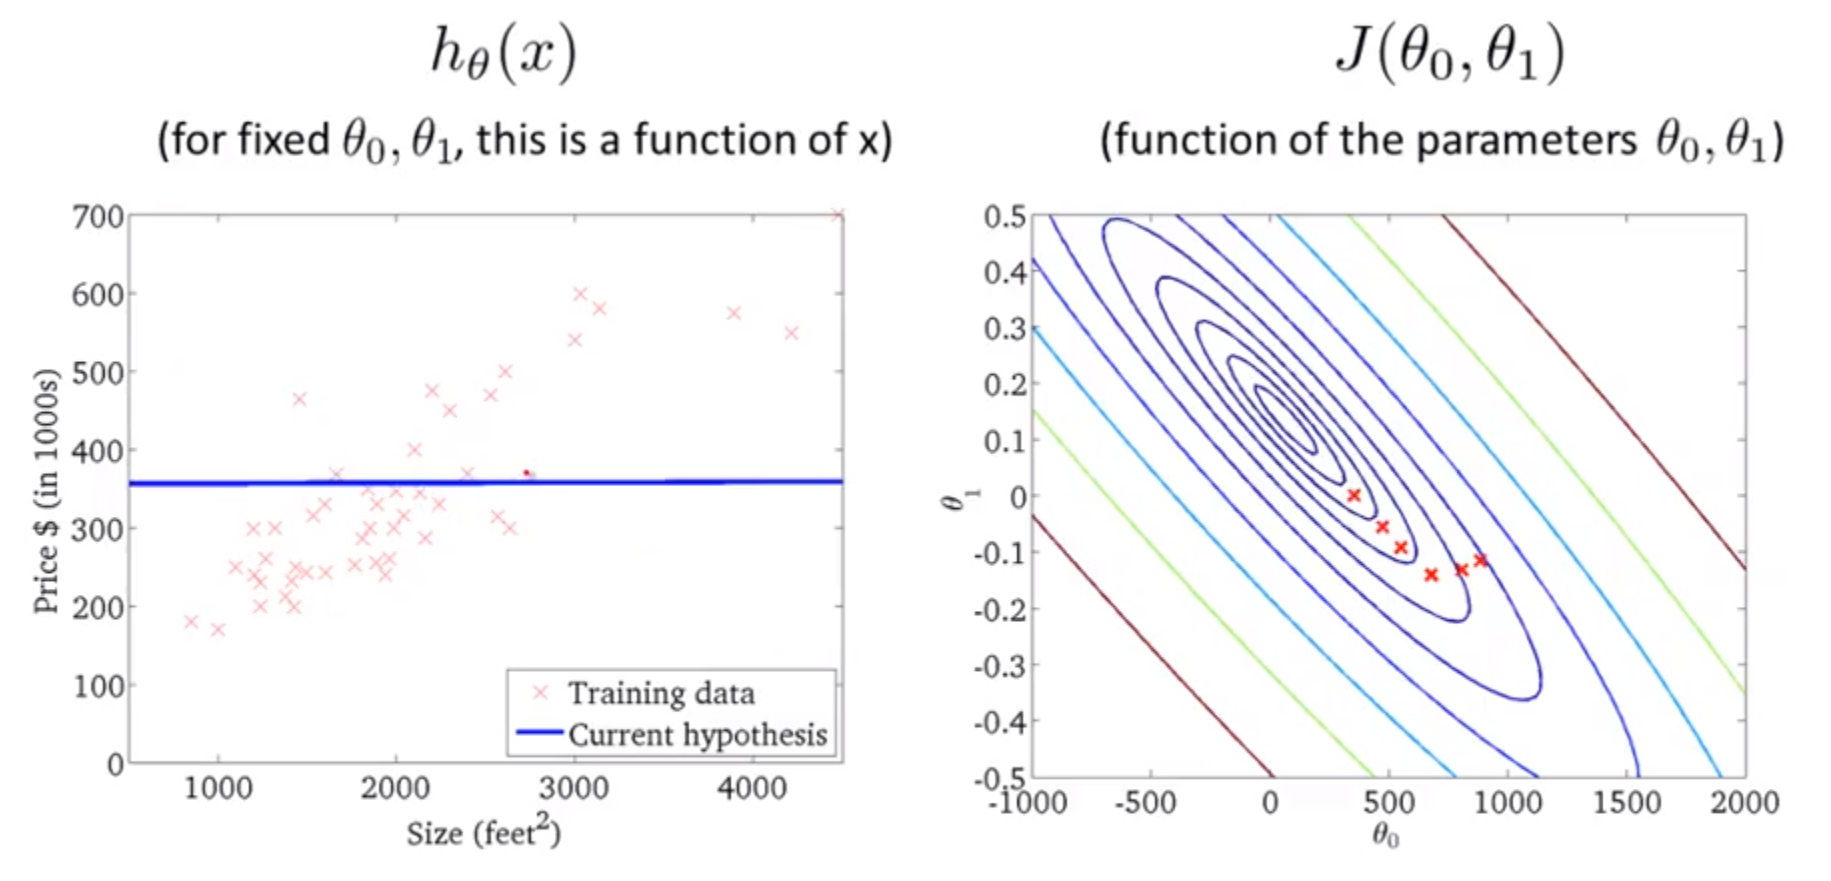 hθ(x)
(for fixed θ0, θ1, this is a function of x)
700
600
500
400
300
200
100
0
Price $ (in 1000s)
1000 2000 3000 4000
Size (feet²)
Training data
Current hypothesis
J(θ0, θ1)
(function of the parameters θ0, θ1)
0.5
0.4
0.3
0.2
0.1
0
-0.1
-0.2
-0.3
-0.4
-0.5
θ1
-1000 -500 0 500 1000 1500 2000
θ0